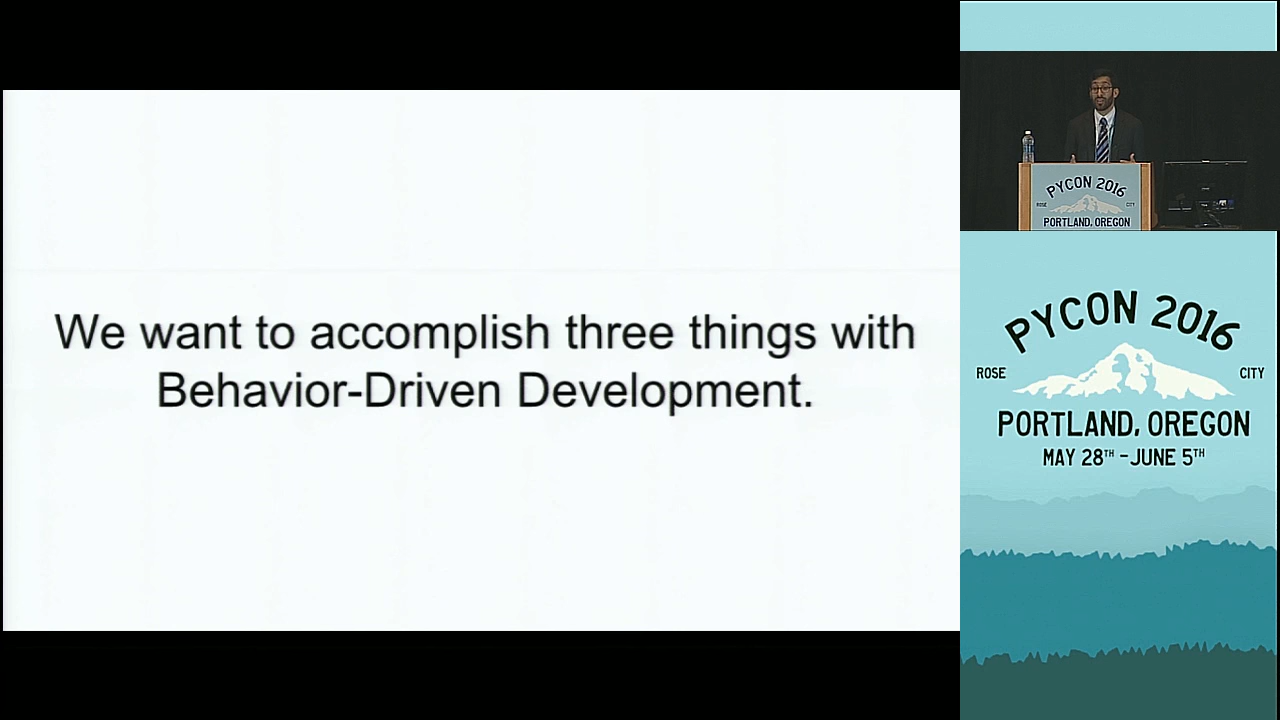 We want to accomplish three things with
Behavior-Driven Development.
PYCON 2016
ROSE CITY
PORTLAND, OREGON
PYCON 2016
ROSE CITY
PORTLAND, OREGON
MAY 28TH - JUNE 5TH